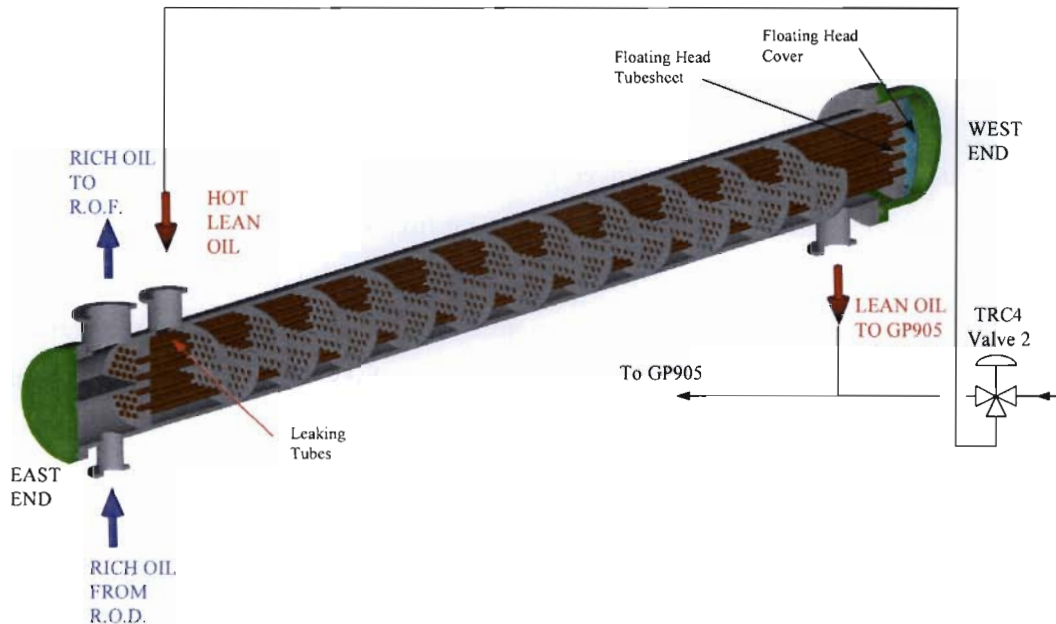 Floating Head
Cover
Floating Head
Tubesheet
WEST
END
RICH OIL
TO
R.O.F.
HOT
LEAN
OIL
LEAN OIL
TO GP905
TRC4
Valve 2
To GP905
Leaking
Tubes
EAST
END
RICH OIL
FROM
R.O.D.